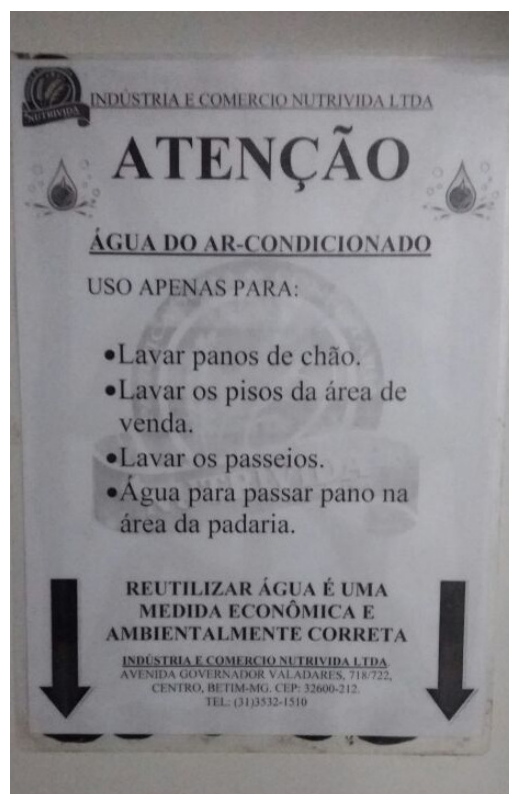 NUTRIVIDA
INDÚSTRIA E COMERCIO NUTRIVIDA LTDA
ATENÇÃO
ÁGUA DO AR-CONDICIONADO
USO APENAS PARA:
•Lavar panos de chão.
•Lavar os pisos da área de
venda.
•Lavar os passeios.
•Água para passar pano na
área da padaria.
REUTILIZAR ÁGUA É UMA
MEDIDA ECONÔMICA E
AMBIENTALMENTE CORRETA
INDÚSTRIA E COMERCIO NUTRIVIDA LTDA.
AVENIDA GOVERNADOR VALADARES, 718/722,
CENTRO, BETIM-MG. CEP: 32600-212.
TEL: (31)3532-1510